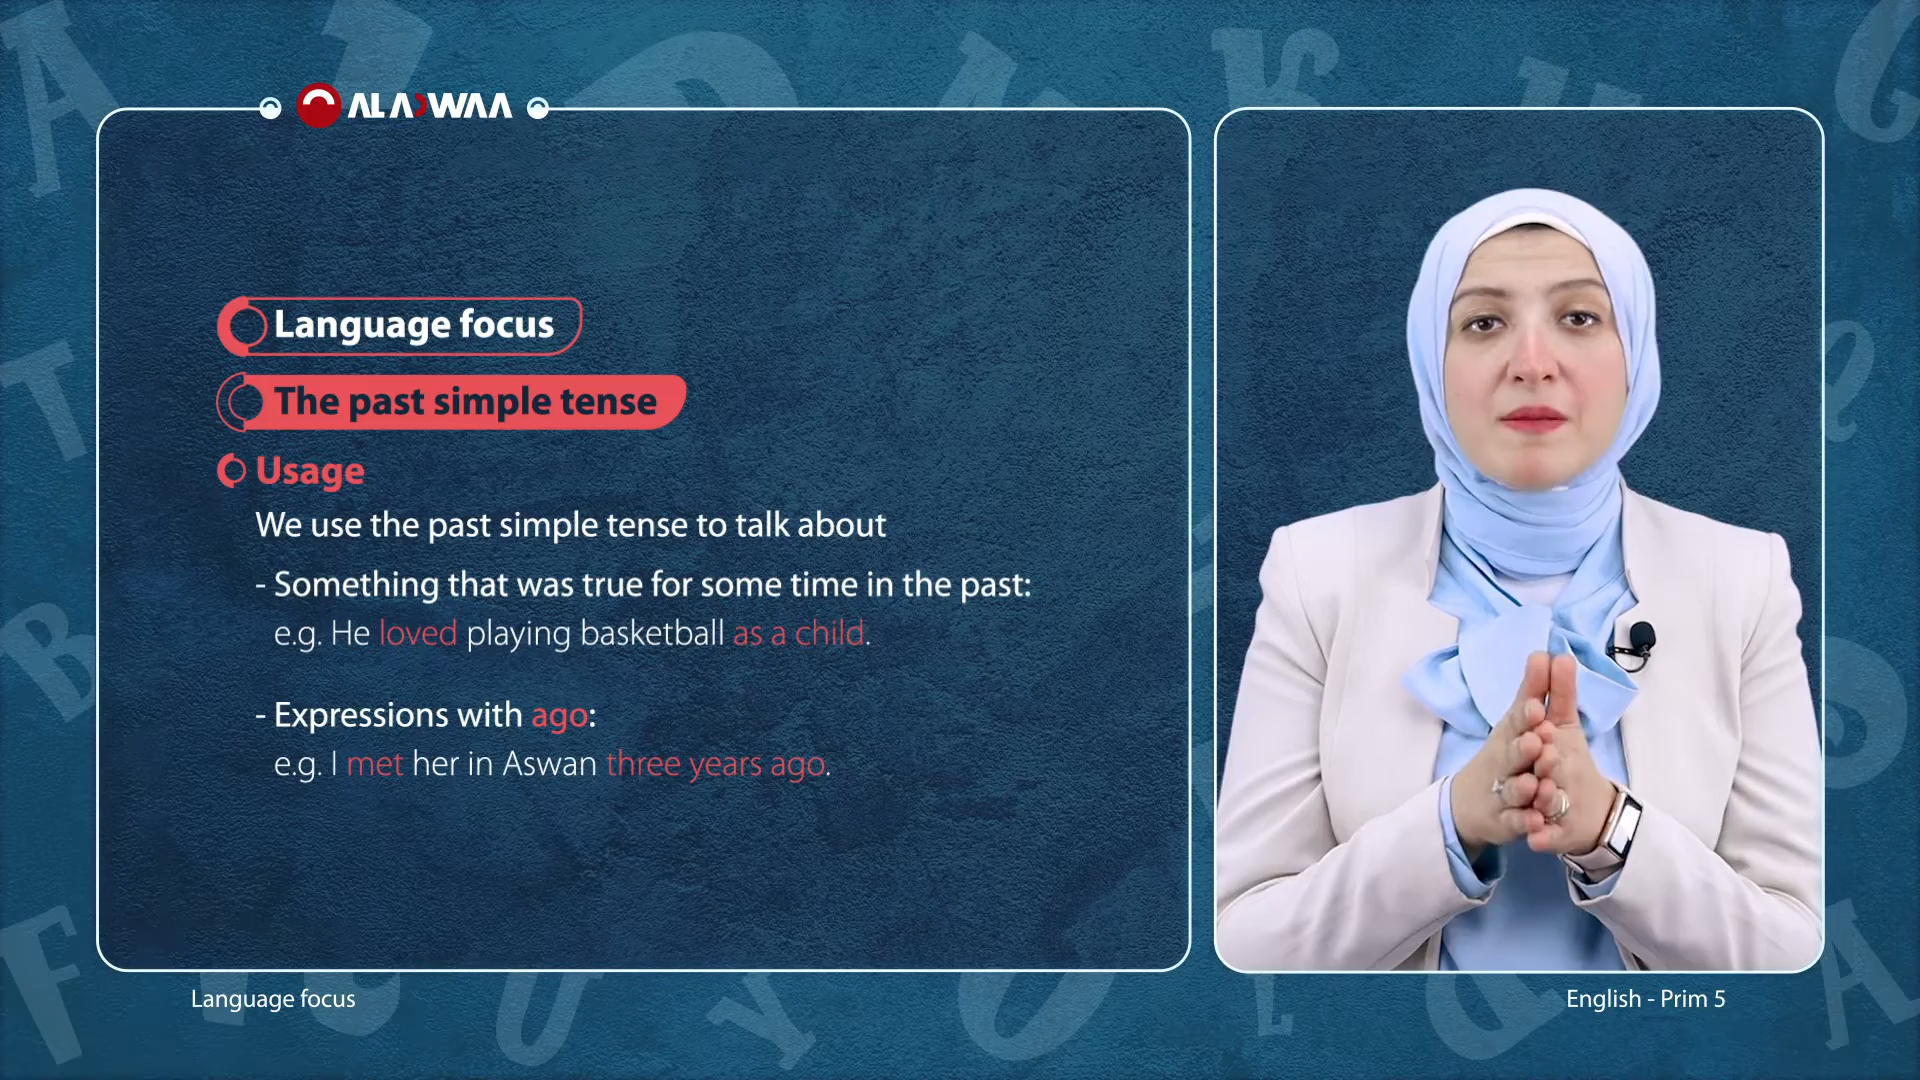 ALADWAA
Language focus
The past simple tense
Usage
We use the past simple tense to talk about
- Something that was true for some time in the past:
e.g. He loved playing basketball as a child.
- Expressions with ago:
e.g. I met her in Aswan three years ago.
Language focus
English - Prim 5